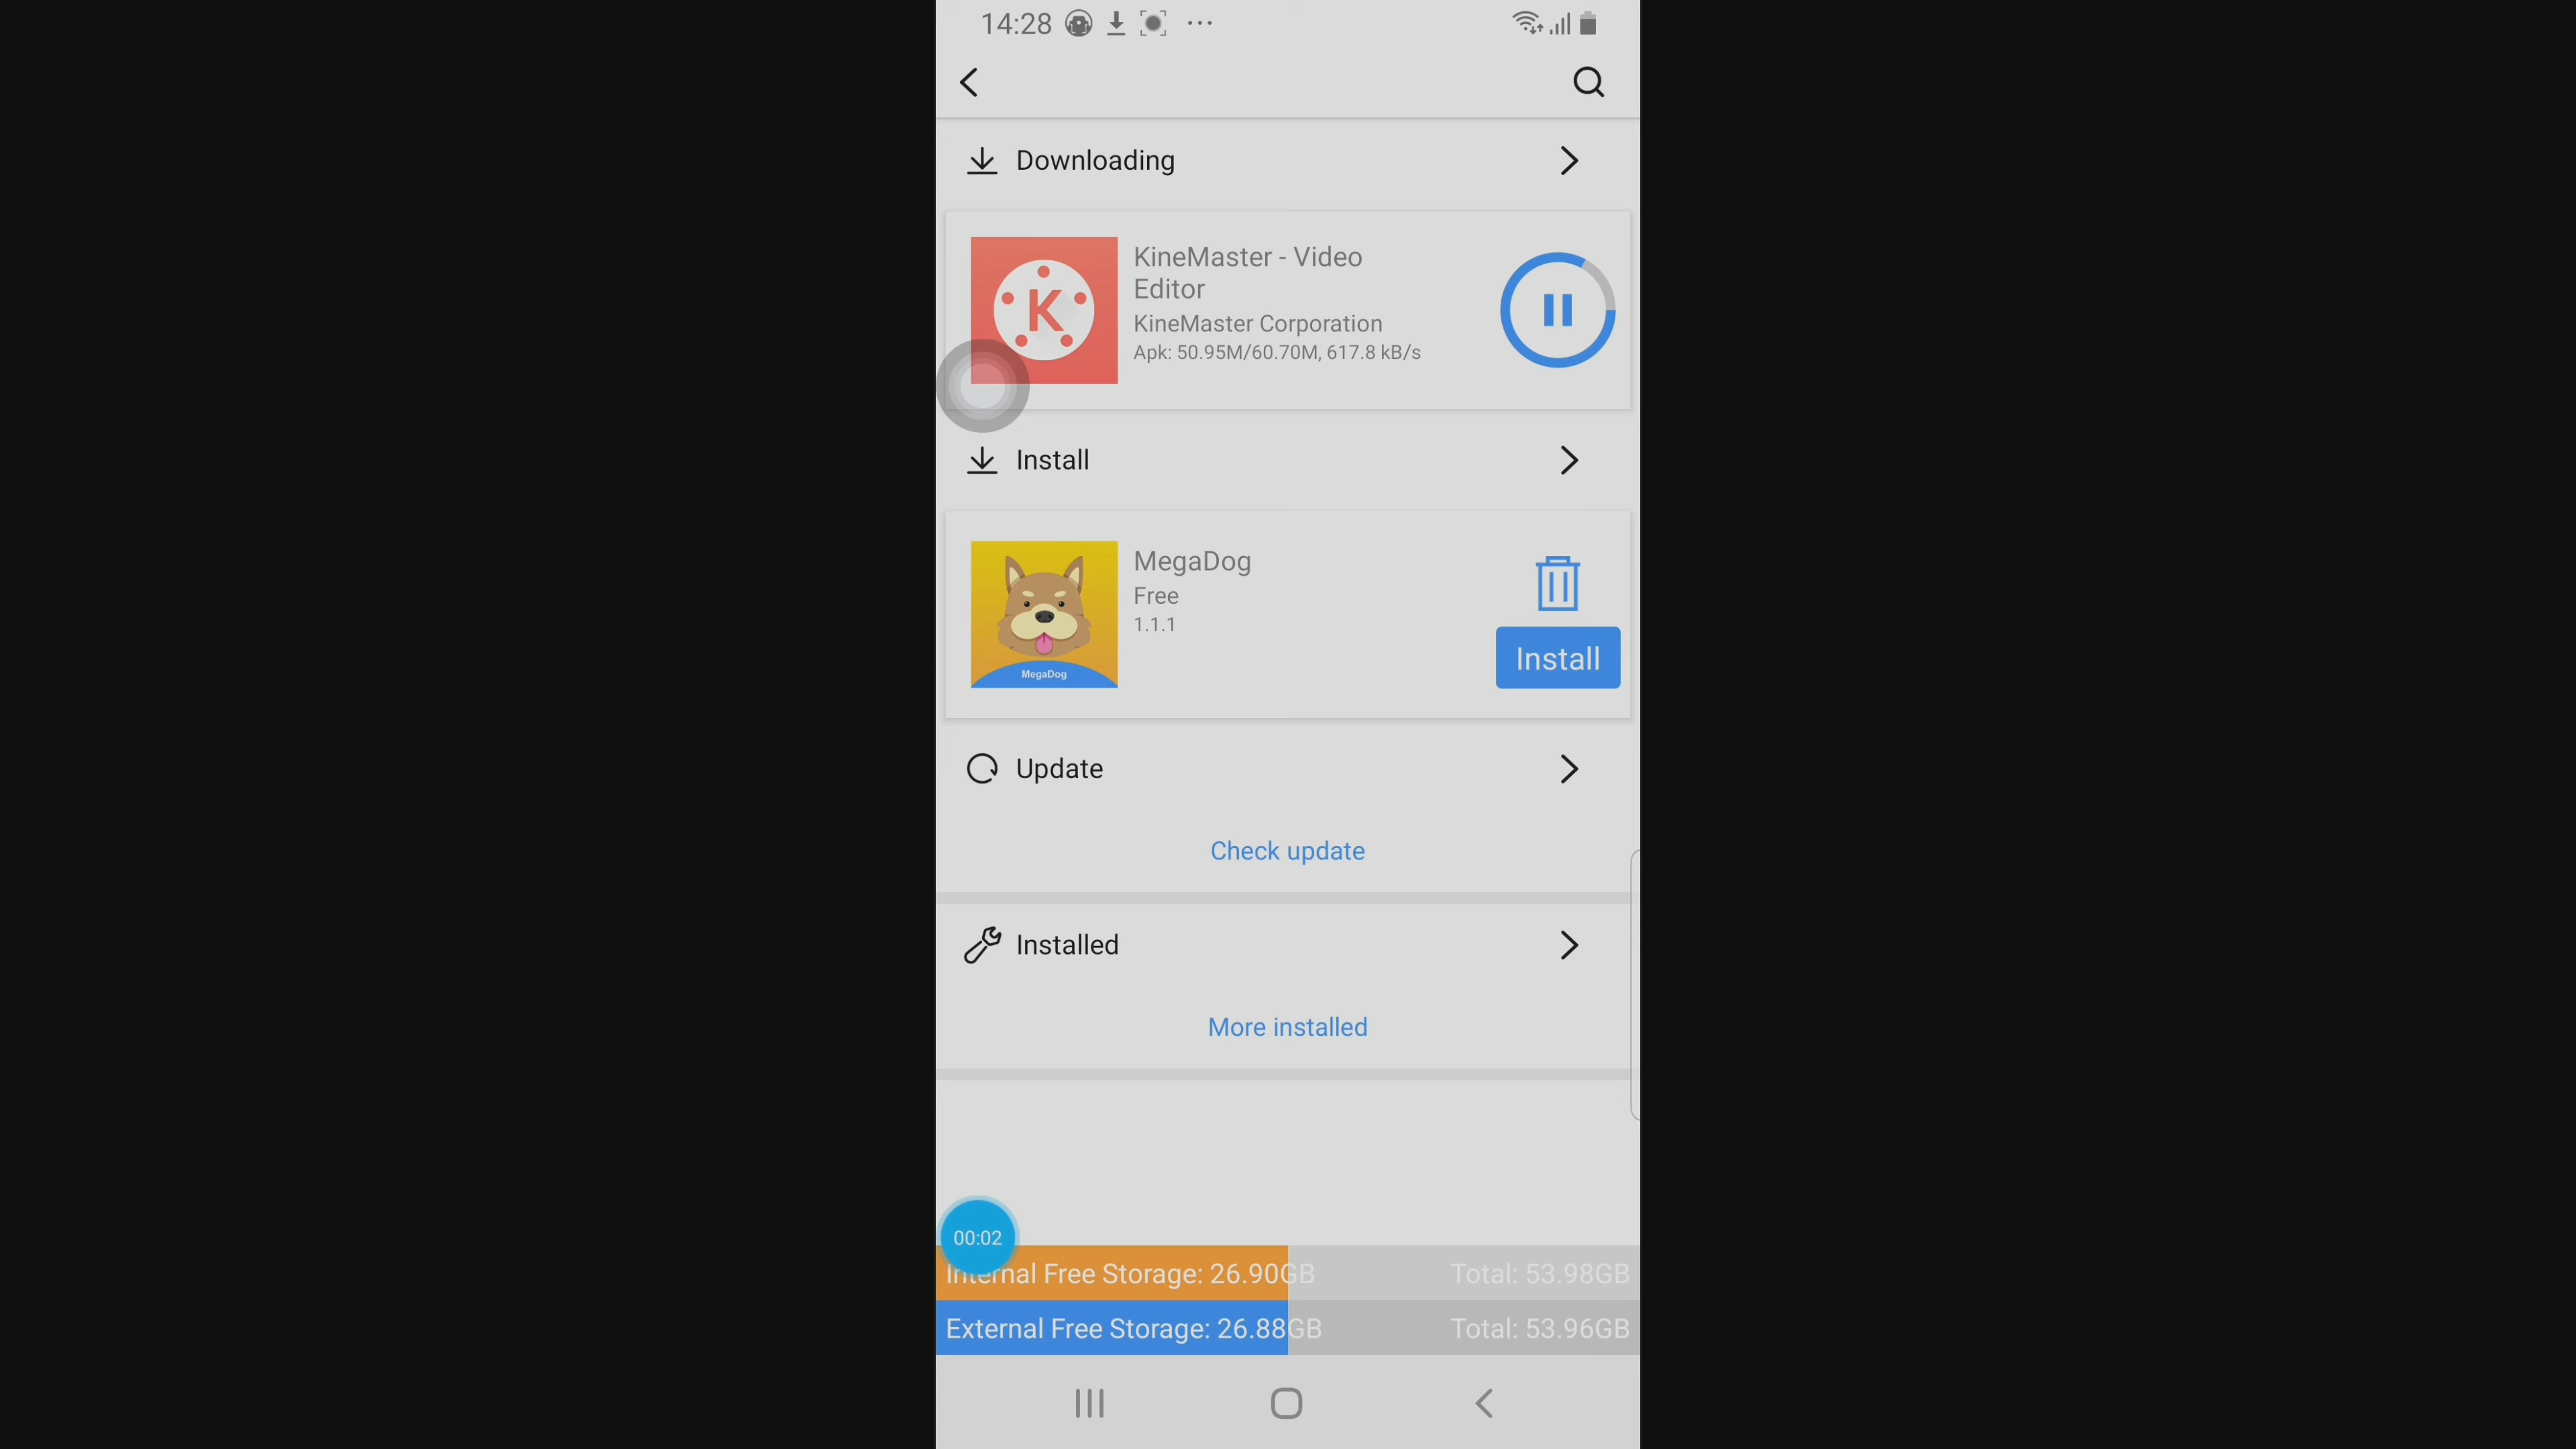 14:28
Downloading
KineMaster - Video
Editor
KineMaster Corporation
Apk: 50.95M/60.70M, 617.8 kB/s
K
Install
MegaDog
Free
1.1.1
MegaDog
Install
Update
Check update
Installed
More installed
00:02
Internal Free Storage: 26.90GB Total: 53.98GB
External Free Storage: 26.88GB Total: 53.96GB